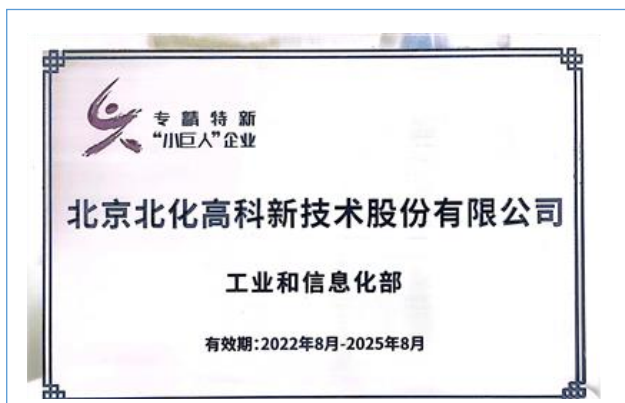 专精特新
“小巨人”企业
北京北化高科新技术股份有限公司
工业和信息化部
有效期:2022年8月-2025年8月